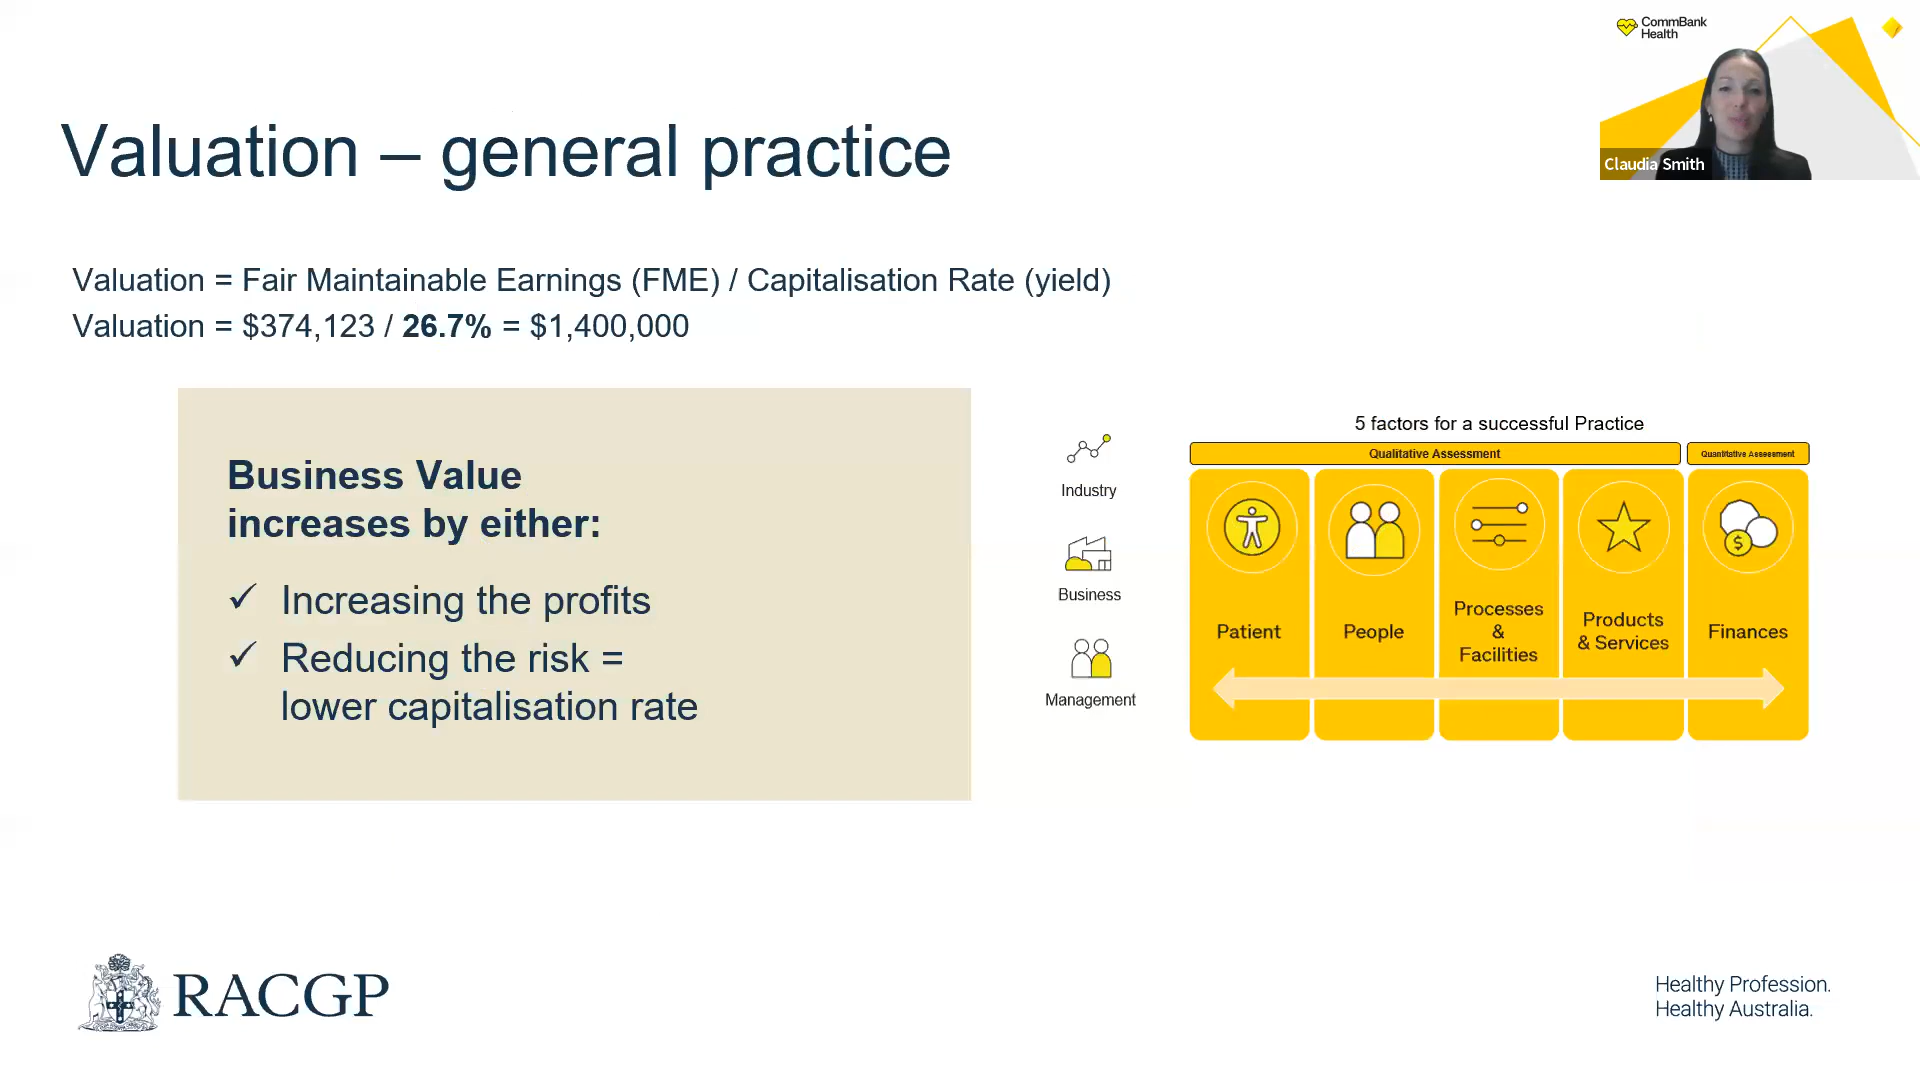 CommBank
Health
Claudia Smith
Valuation – general practice
Valuation = Fair Maintainable Earnings (FME) / Capitalisation Rate (yield)
Valuation = $374,123 / 26.7% = $1,400,000
Business Value
increases by either:
✓ Increasing the profits
✓ Reducing the risk =
lower capitalisation rate
Industry
Business
Management
5 factors for a successful Practice
Qualitative Assessment
Quantitative Assessment
Patient
People
Processes
&
Facilities
Products
& Services
$
Finances
RACGP
Healthy Profession.
Healthy Australia.